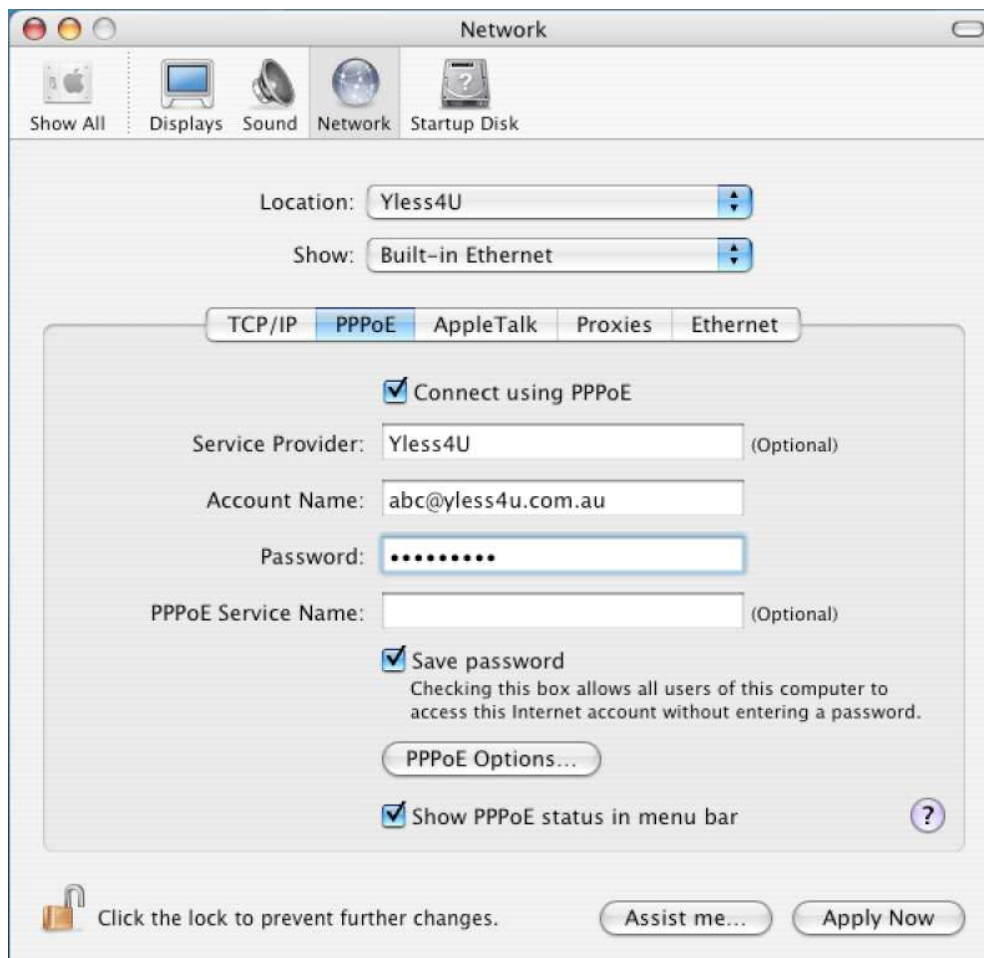 Network
Show All Displays Sound Network Startup Disk
Location: Yless4U
Show: Built-in Ethernet
TCP/IP PPPoE AppleTalk Proxies Ethernet
Connect using PPPoE
Service Provider: Yless4U (Optional)
Account Name: abc@yless4u.com.au
Password: •••••••••
PPPoE Service Name: (Optional)
Save password
Checking this box allows all users of this computer to
access this Internet account without entering a password.
PPPoE Options...
Show PPPoE status in menu bar
?
Click the lock to prevent further changes. Assist me... Apply Now